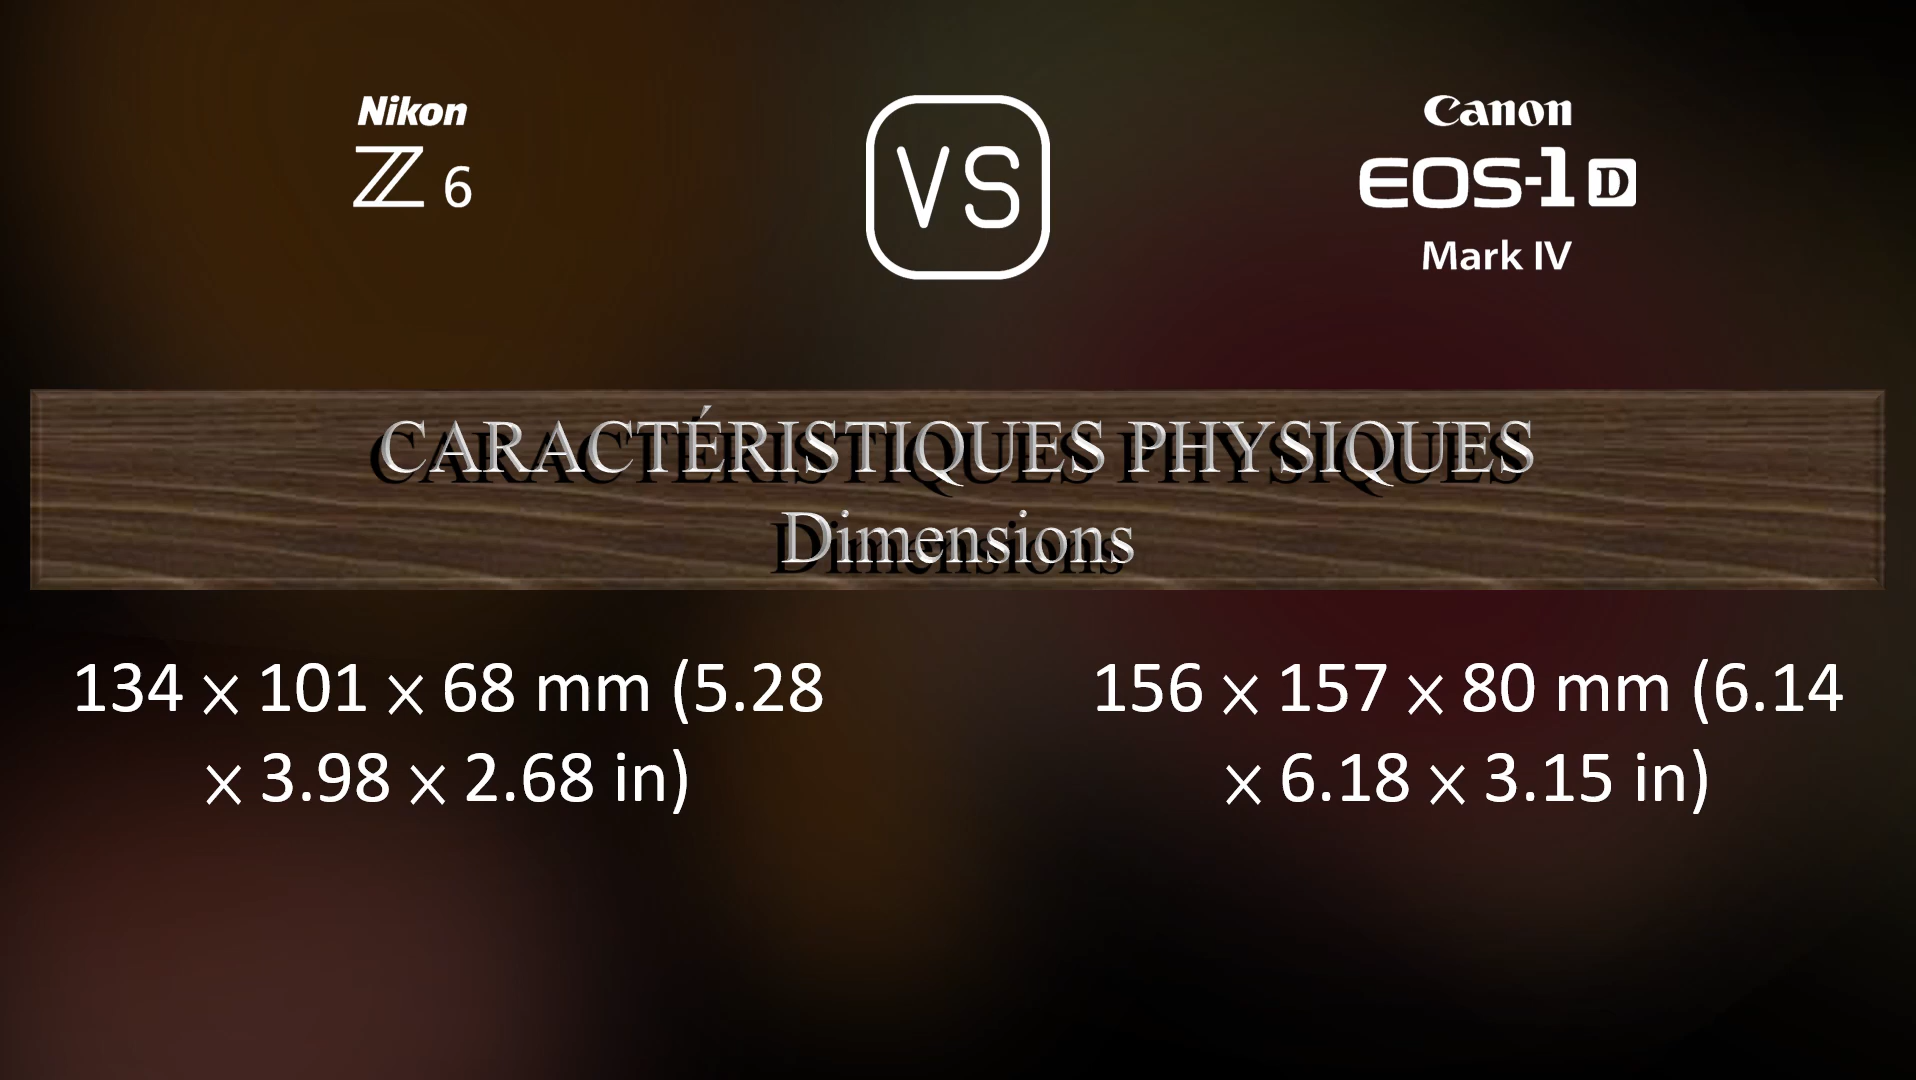 Nikon
Z 6
VS
Canon
EOS-1 D
Mark IV
CARACTÉRISTIQUES PHYSIQUES
Dimensions
134 x 101 x 68 mm (5.28
x 3.98 x 2.68 in)
156 x 157 x 80 mm (6.14
x 6.18 x 3.15 in)